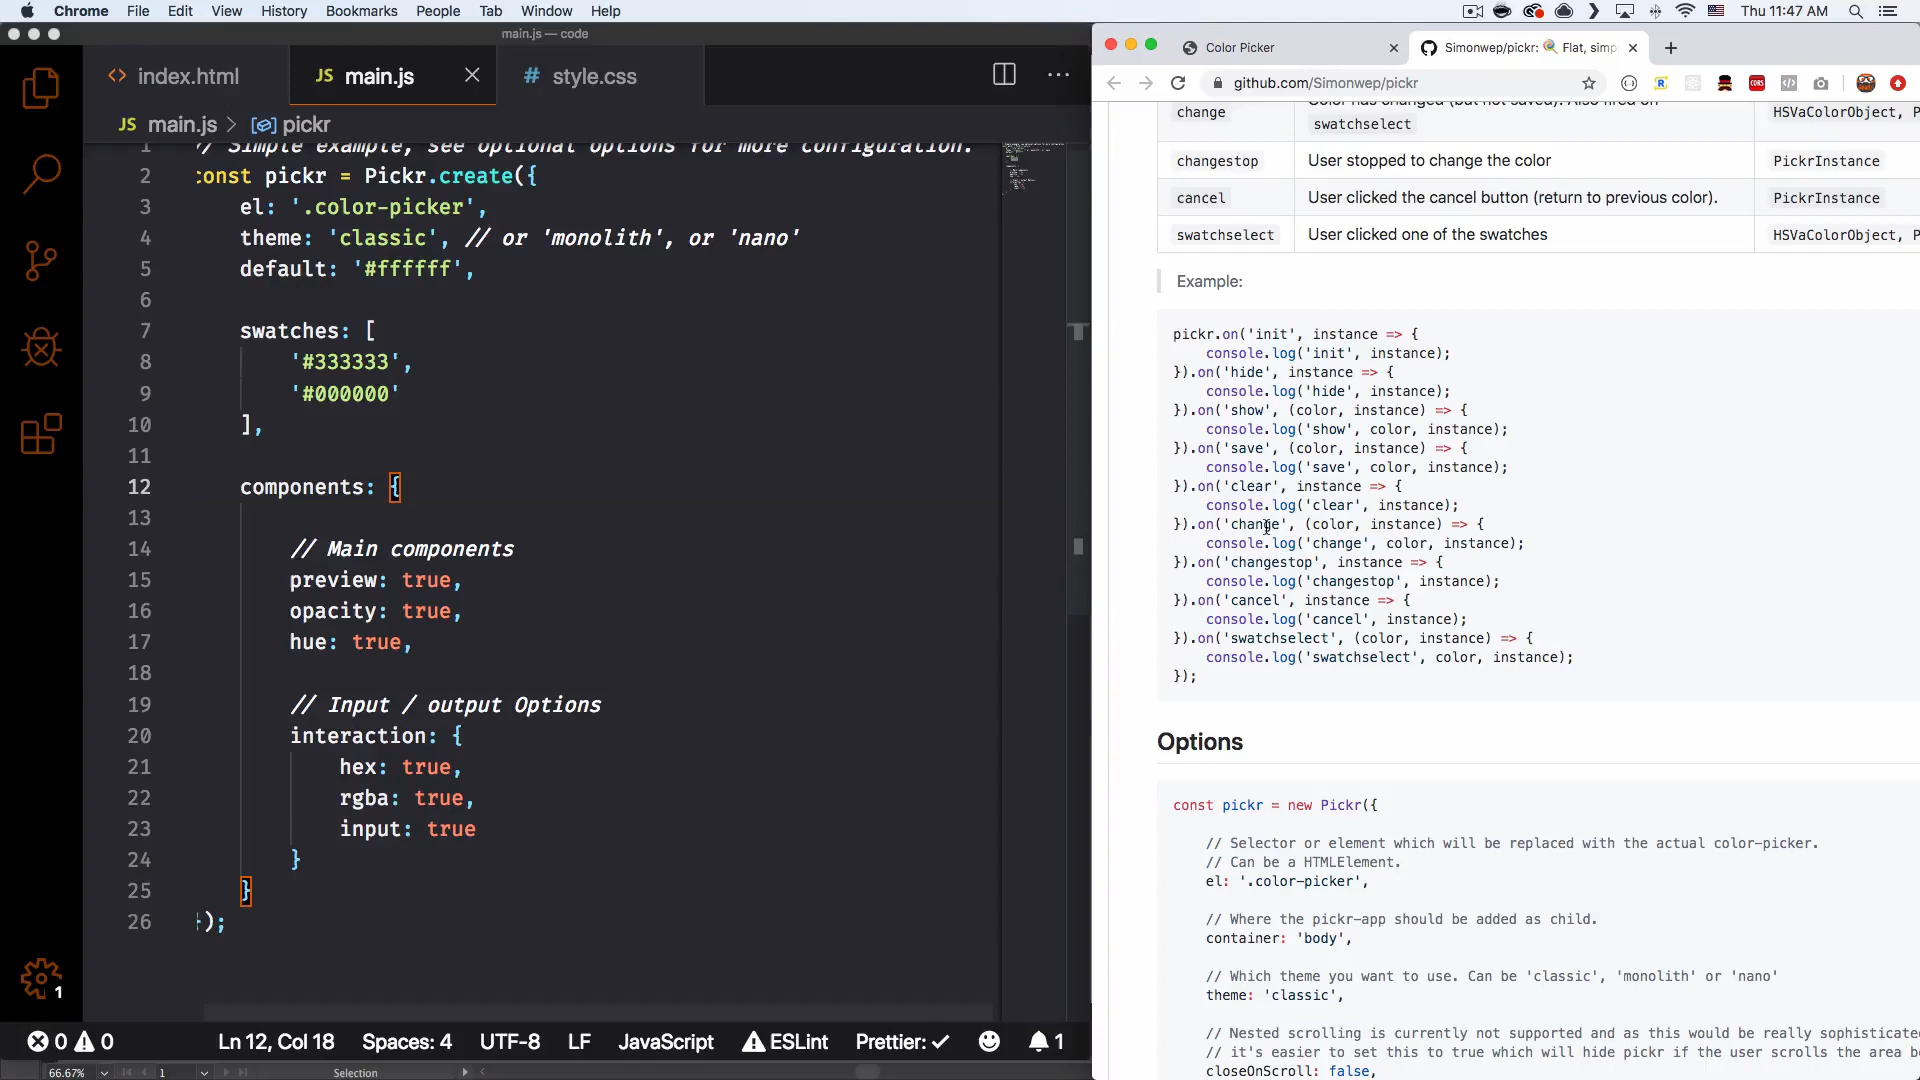 Chrome File Edit View History Bookmarks People Tab Window Help
Thu 11:47 AM
main.js — code
index.html
JS main.js
# style.css
JS main.js > pickr
1 // Simple example, see optional options for more configuration.
2 const pickr = Pickr.create({
3 el: '.color-picker',
4 theme: 'classic', // or 'monolith', or 'nano'
5 default: '#ffffff',
6
7 swatches: [
8 '#333333',
9 '#000000'
10 ],
11
12 components: {
13
14 // Main components
15 preview: true,
16 opacity: true,
17 hue: true,
18
19 // Input / output Options
20 interaction: {
21 hex: true,
22 rgba: true,
23 input: true
24 }
25 }
26 });
1
0 0 Ln 12, Col 18 Spaces: 4 UTF-8 LF JavaScript ESLint Prettier: ✓ 1
66.67% 1 Selection
Color Picker
Simonwep/pickr: Flat, simp
github.com/Simonwep/pickr
CORS
change Color has changed (but not saved). Also fired on
swatchselect HSVaColorObject, P
changestop User stopped to change the color PickrInstance
cancel User clicked the cancel button (return to previous color). PickrInstance
swatchselect User clicked one of the swatches HSVaColorObject, P
Example:
pickr.on('init', instance => {
console.log('init', instance);
}).on('hide', instance => {
console.log('hide', instance);
}).on('show', (color, instance) => {
console.log('show', color, instance);
}).on('save', (color, instance) => {
console.log('save', color, instance);
}).on('clear', instance => {
console.log('clear', instance);
}).on('change', (color, instance) => {
console.log('change', color, instance);
}).on('changestop', instance => {
console.log('changestop', instance);
}).on('cancel', instance => {
console.log('cancel', instance);
}).on('swatchselect', (color, instance) => {
console.log('swatchselect', color, instance);
});
Options
const pickr = new Pickr({
// Selector or element which will be replaced with the actual color-picker.
// Can be a HTMLElement.
el: '.color-picker',
// Where the pickr-app should be added as child.
container: 'body',
// Which theme you want to use. Can be 'classic', 'monolith' or 'nano'
theme: 'classic',
// Nested scrolling is currently not supported and as this would be really sophisticate
// it's easier to set this to true which will hide pickr if the user scrolls the area b
closeOnScroll: false,